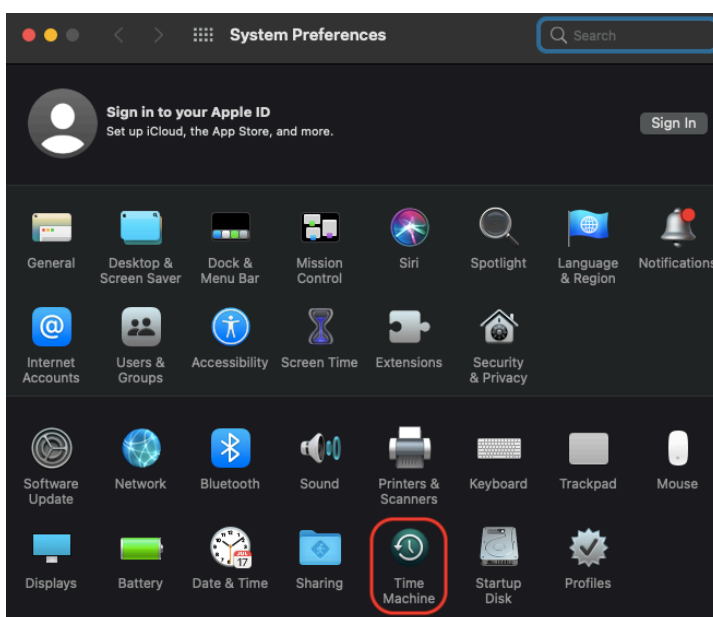 System Preferences
Search
Sign in to your Apple ID
Set up iCloud, the App Store, and more.
Sign In
General
Desktop &
Screen Saver
Dock &
Menu Bar
Mission
Control
Siri
Spotlight
Language
& Region
Notifications
Internet
Accounts
Users &
Groups
Accessibility
Screen Time
Extensions
Security
& Privacy
Software
Update
Network
Bluetooth
Sound
Printers &
Scanners
Keyboard
Trackpad
Mouse
Displays
Battery
JUL
17
Date & Time
Sharing
Time
Machine
Startup
Disk
Profiles